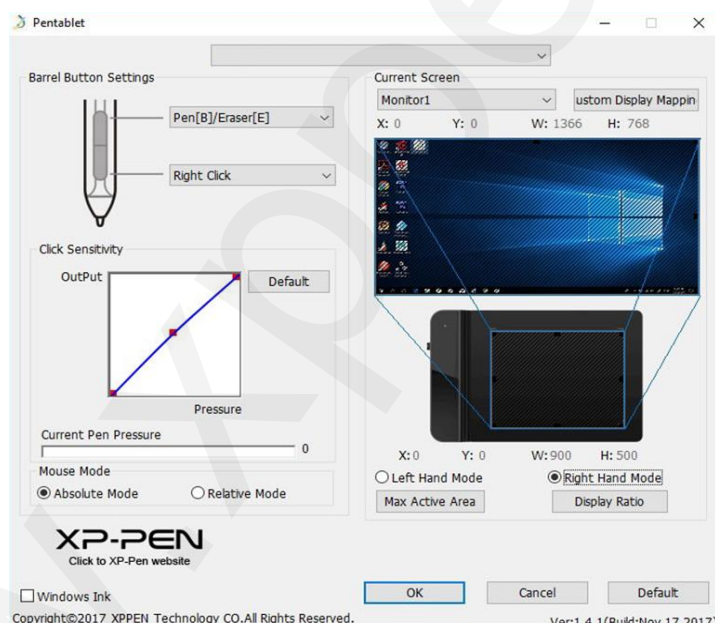 Pentablet
Barrel Button Settings
Pen[B]/Eraser[E]
Right Click
Click Sensitivity
OutPut
Default
Pressure
Current Pen Pressure
0
Mouse Mode
Absolute Mode
Relative Mode
XP-PEN
Click to XP-Pen website
Windows Ink
Copyright©2017 XPPEN Technology CO.All Rights Reserved.
Current Screen
Monitor1
ustom Display Mappin
X: 0 Y: 0 W: 1366 H: 768
X: 0 Y: 0 W: 900 H: 500
Left Hand Mode
Right Hand Mode
Max Active Area
Display Ratio
OK
Cancel
Default
Ver:1.4.1(Build:Nov 17 2017)